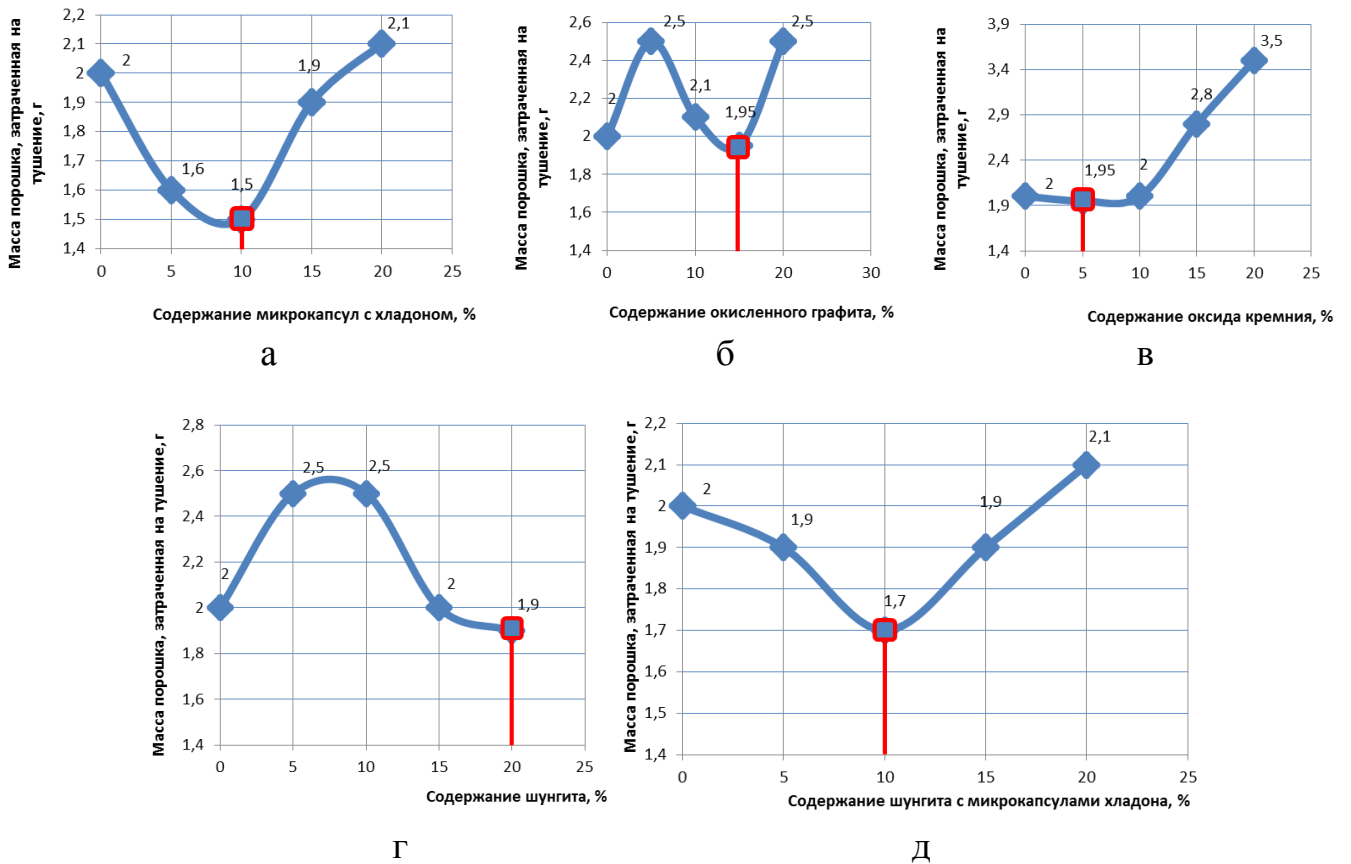 Масса порошка, затраченная на
тушение, г
2,2
2,1
2
1,9
1,8
1,7
1,6
1,5
1,4
2
1,6
1,5
1,9
2,1
0 5 10 15 20 25
Содержание микрокапсул с хладоном, %
а
Масса порошка, затраченная на
тушение, г
2,6
2,4
2,2
2
1,8
1,6
1,4
2
2,5
2,1
1,95
2,5
0 5 10 15 20 30
Содержание окисленного графита, %
б
Масса порошка, затраченная на
тушение, г
3,9
3,4
2,9
2,4
1,9
1,4
2
1,95
2
2,8
3,5
0 5 10 15 20 25
Содержание оксида кремния, %
в
Масса порошка, затраченная на тушение, г
2,8
2,6
2,4
2,2
2
1,8
1,6
1,4
2
2,5
2,5
2
1,9
0 5 10 15 20 25
Содержание шунгита, %
г
Масса порошка, затраченная на тушение, г
2,2
2,1
2
1,9
1,8
1,7
1,6
1,5
1,4
2
1,9
1,7
1,9
2,1
0 5 10 15 20 25
Содержание шунгита с микрокапсулами хладона, %
д